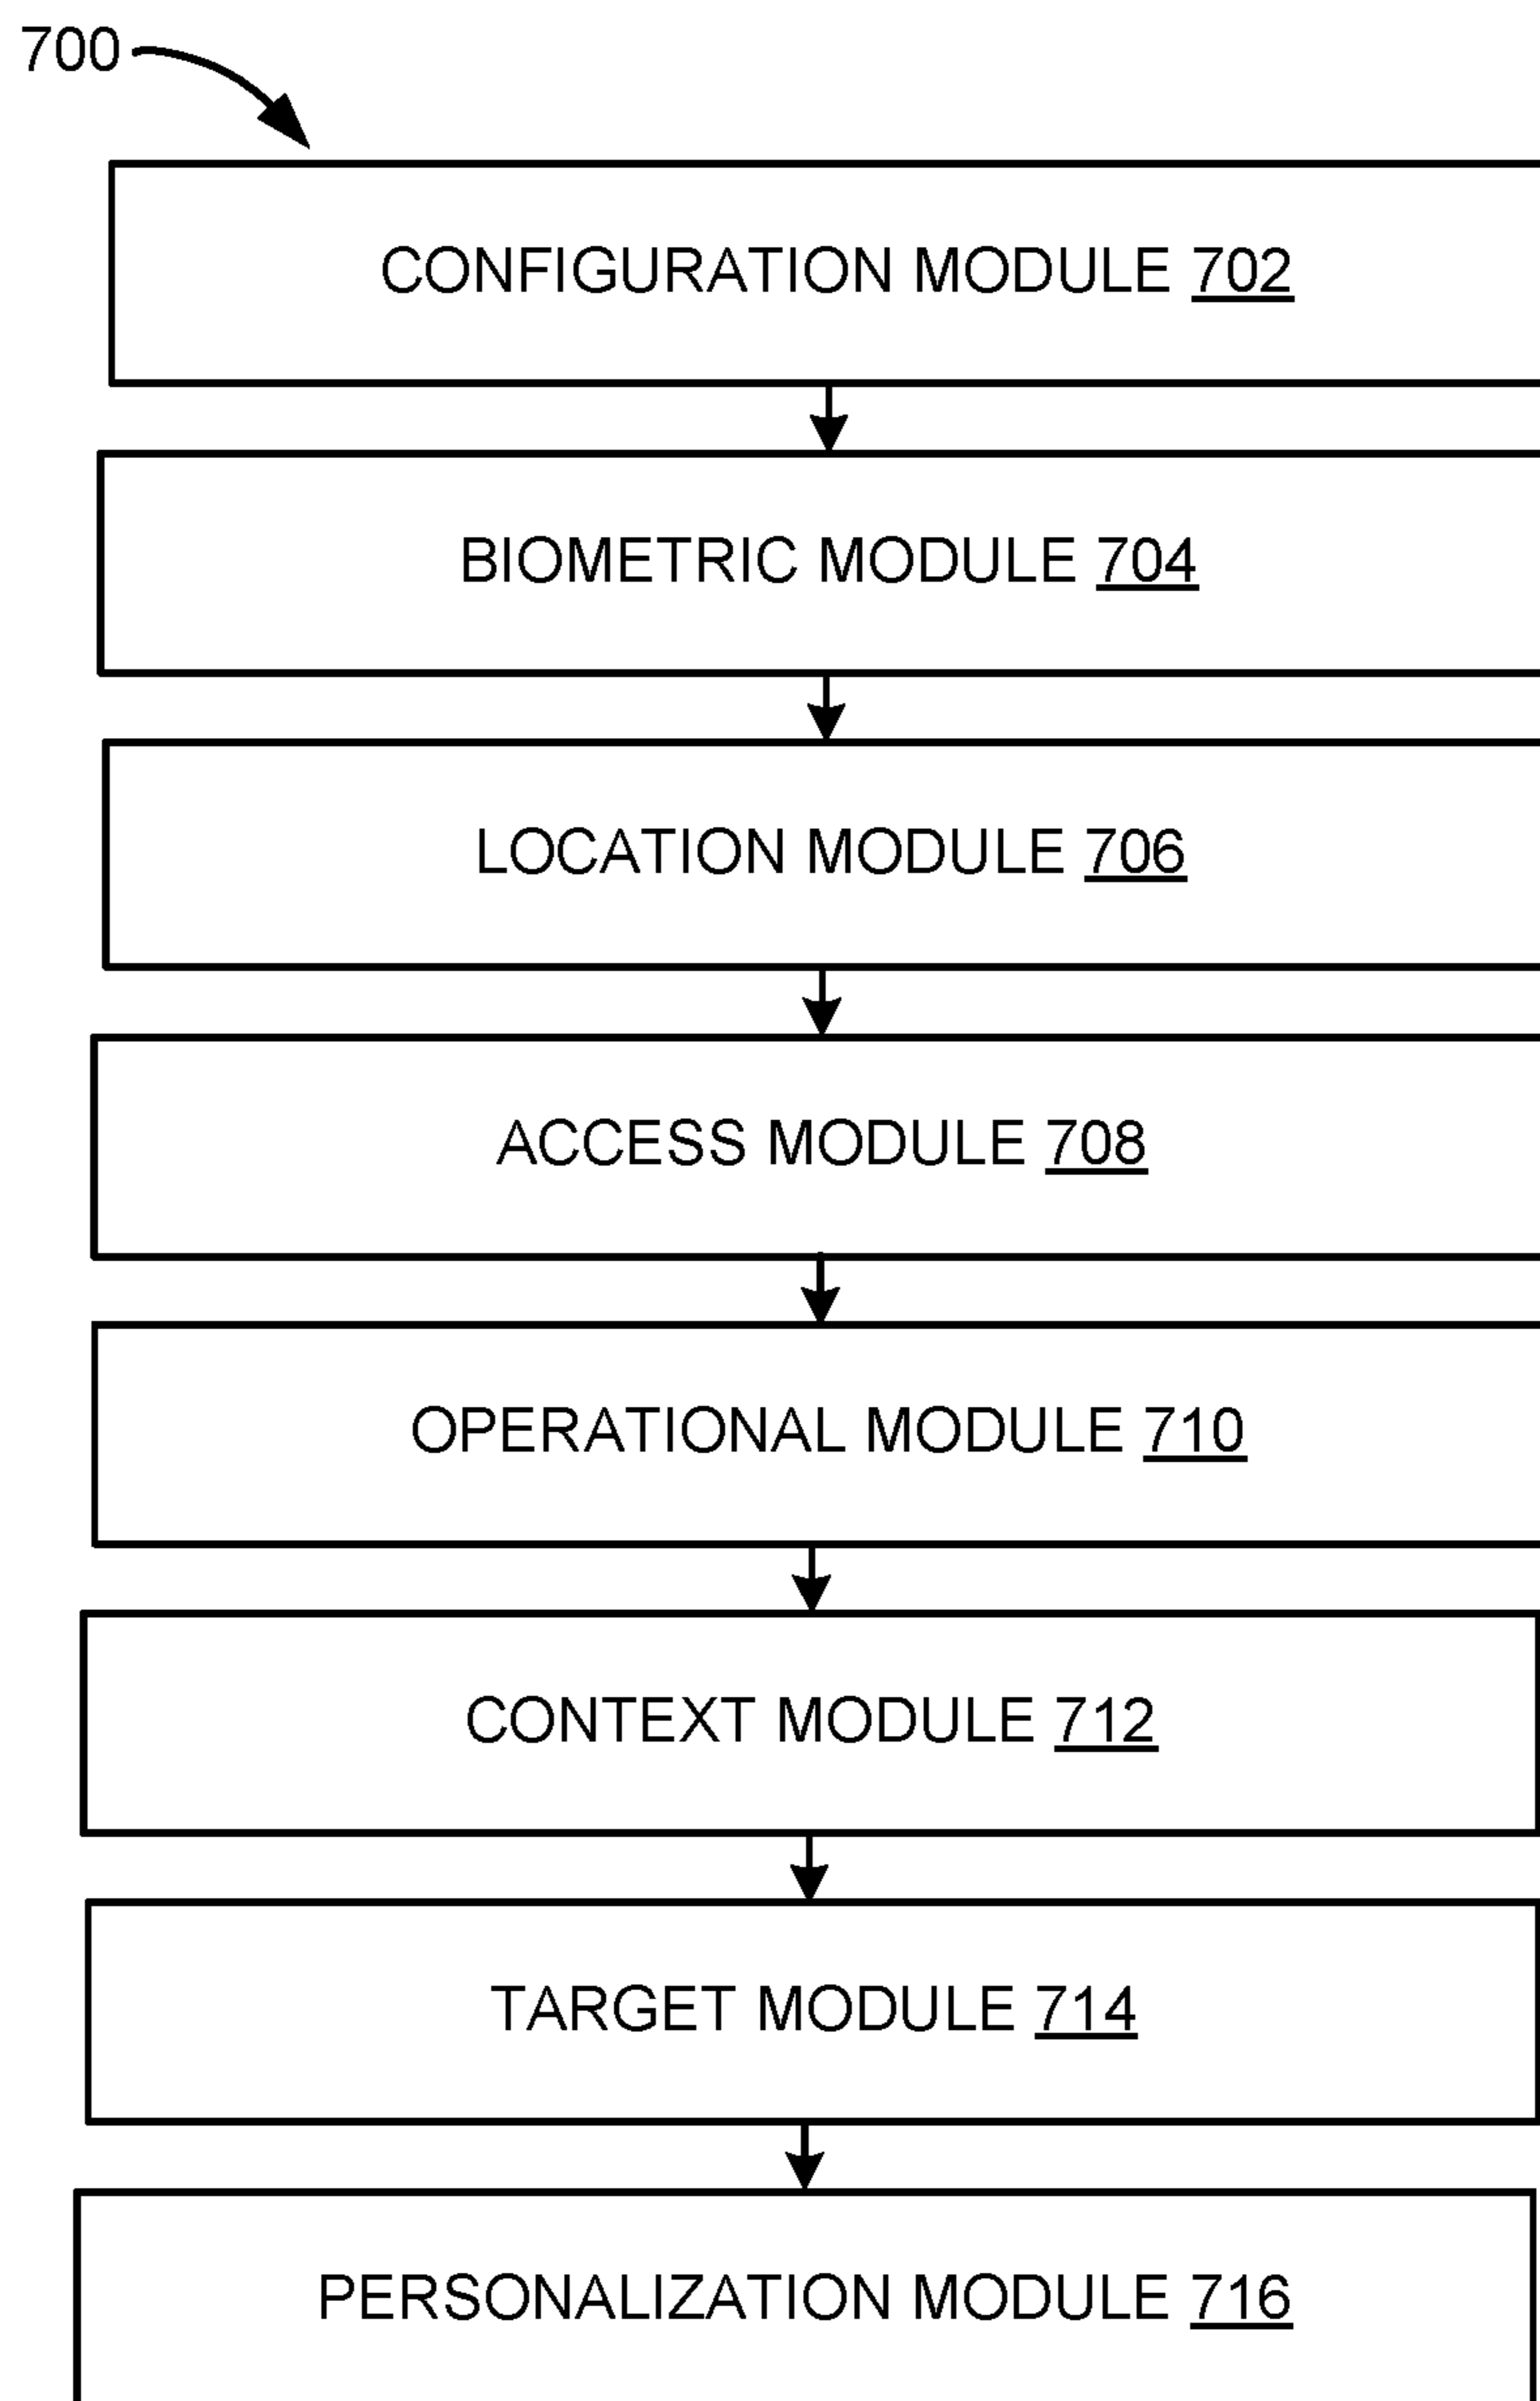 700
CONFIGURATION MODULE 702
BIOMETRIC MODULE 704
LOCATION MODULE 706
ACCESS MODULE 708
OPERATIONAL MODULE 710
CONTEXT MODULE 712
TARGET MODULE 714
PERSONALIZATION MODULE 716